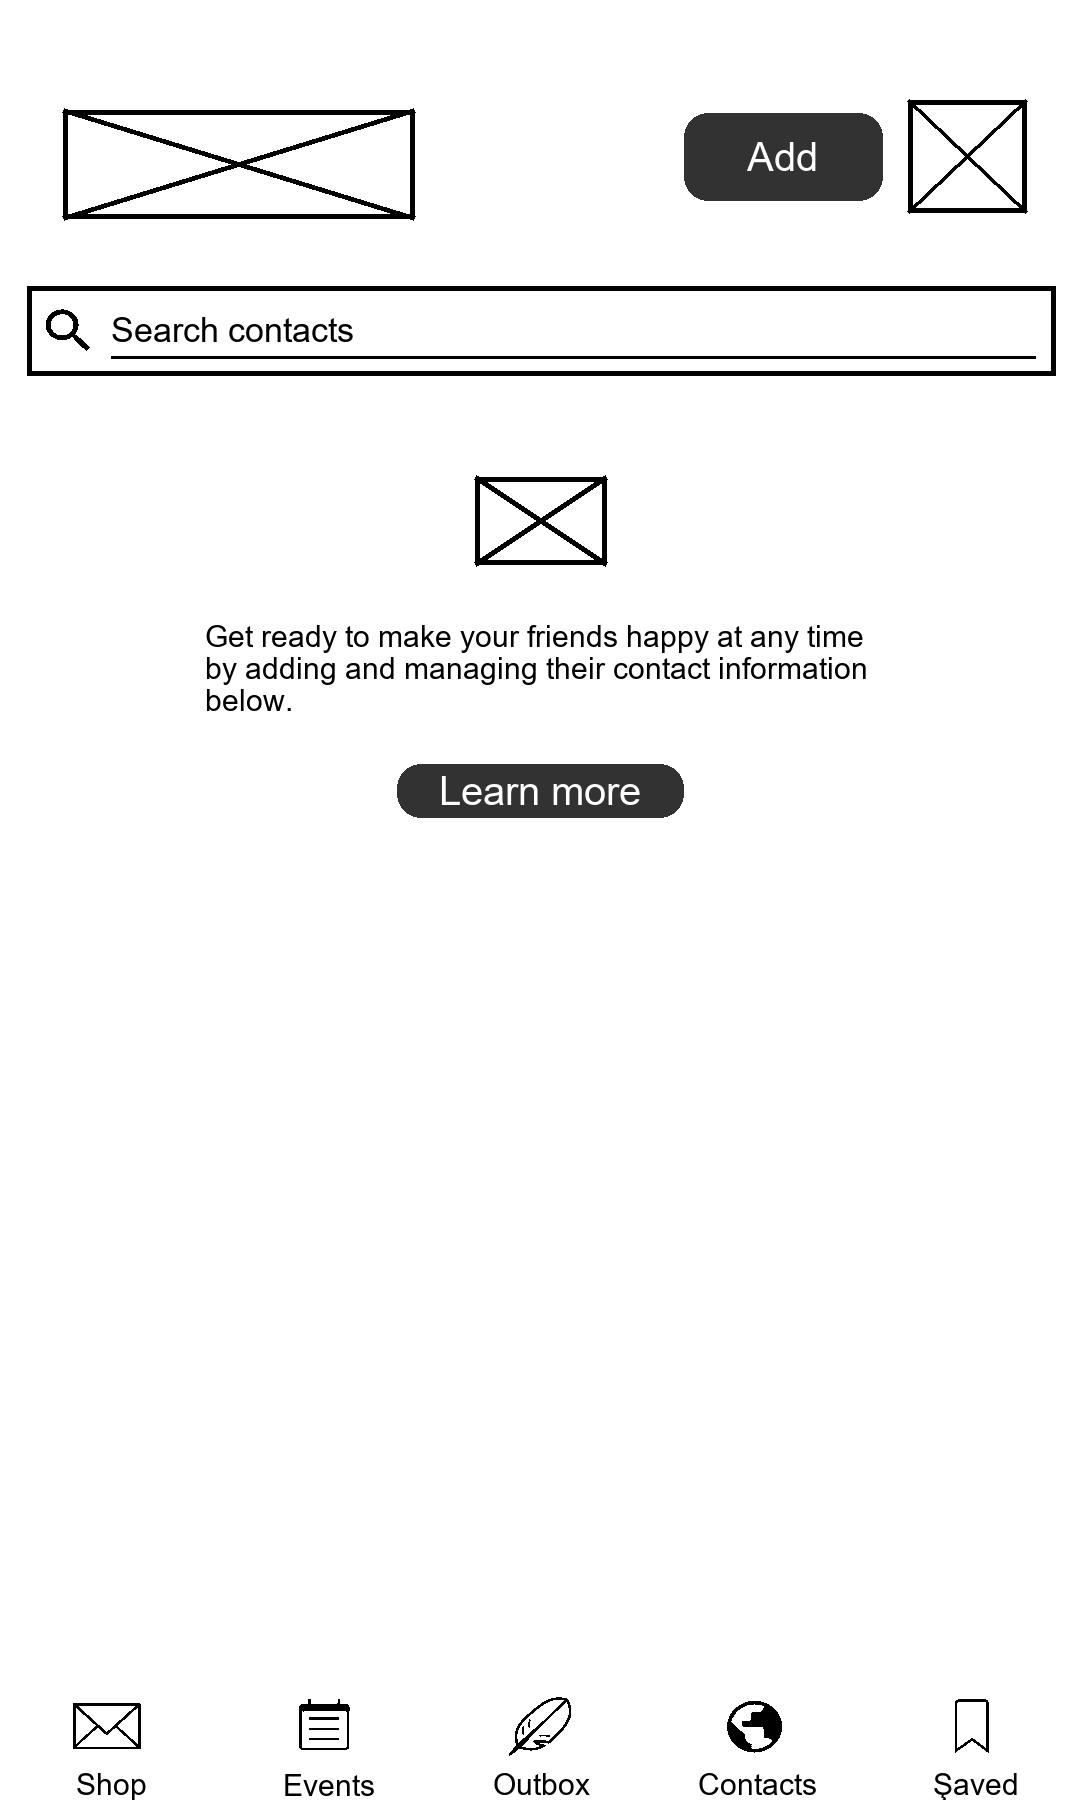 Add
Search contacts
Get ready to make your friends happy at any time
by adding and managing their contact information
below.
Learn more
Shop
Events
Outbox
Contacts
Şaved